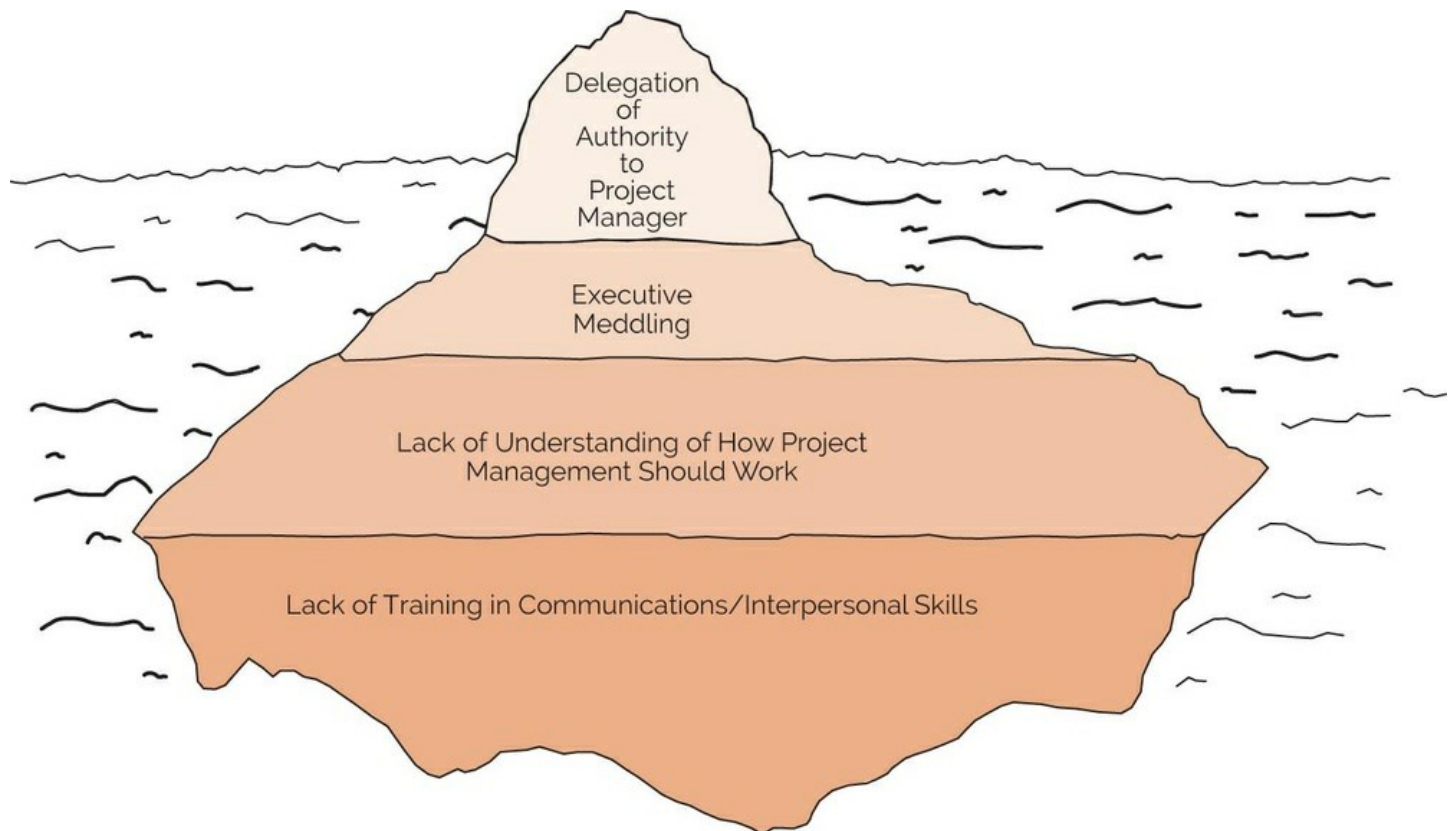 Delegation
of
Authority
to
Project
Manager
Executive
Meddling
Lack of Understanding of How Project
Management Should Work
Lack of Training in Communications/Interpersonal Skills